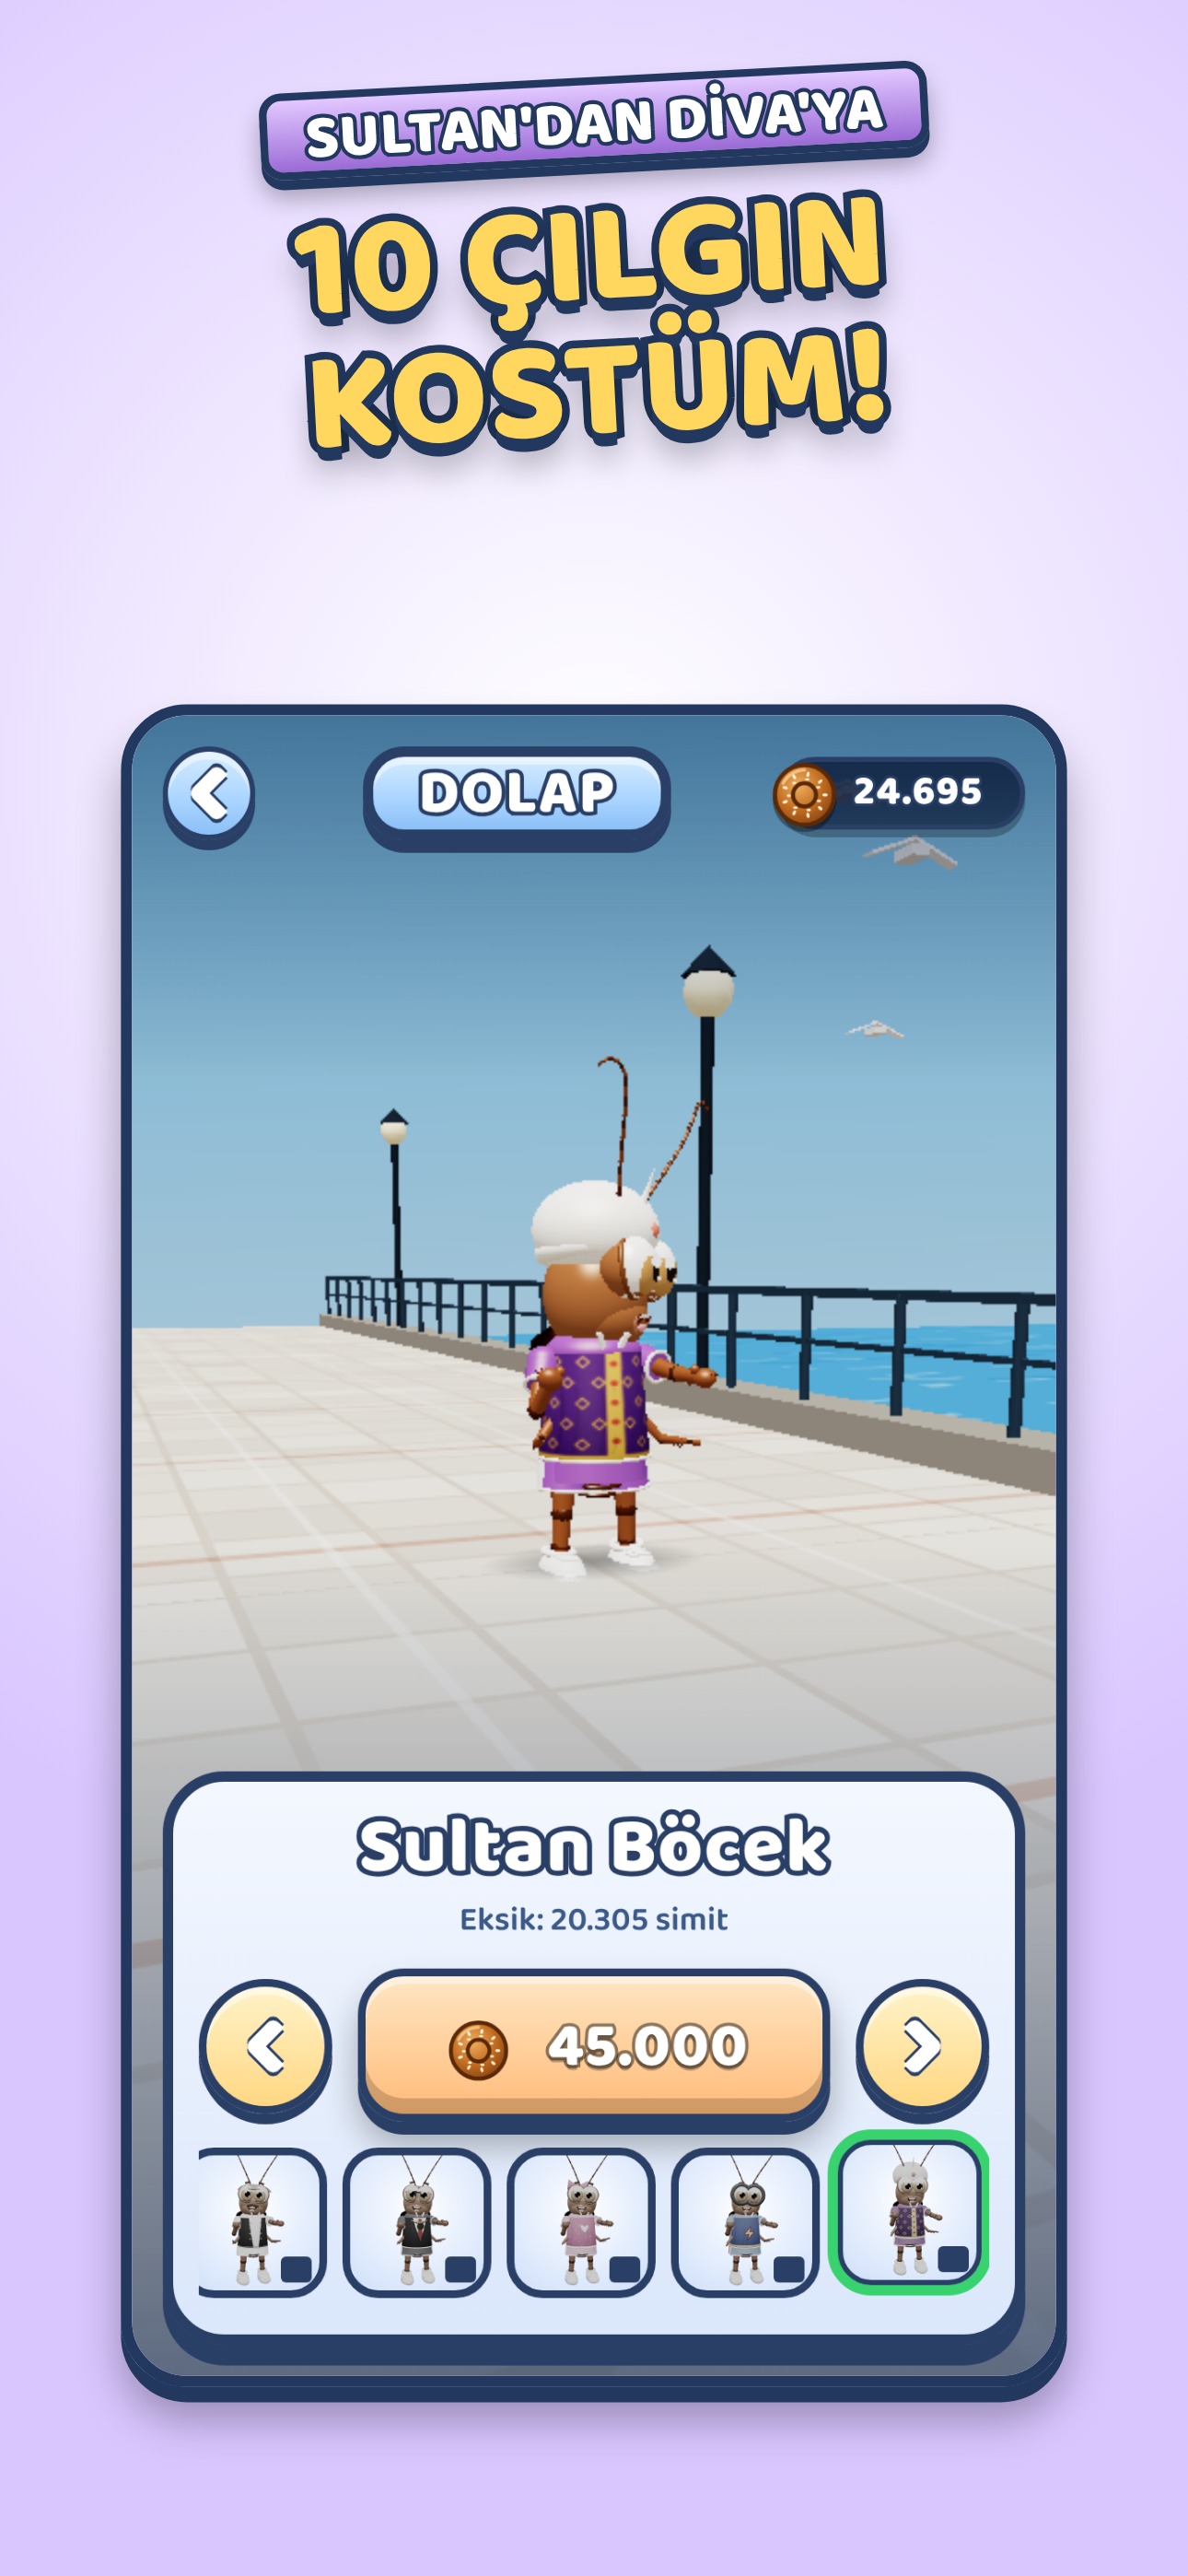 SULTAN'DAN DİVA'YA
10 ÇILGIN
KOSTÜM!
DOLAP
24.695
Sultan Böcek
Eksik: 20.305 simit
45.000